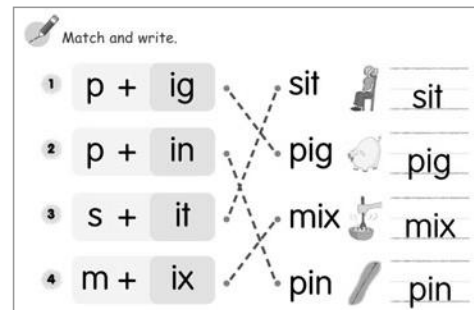 Match and write.
1 p + ig sit sit
2 p + in pig pig
3 s + it mix mix
4 m + ix pin pin